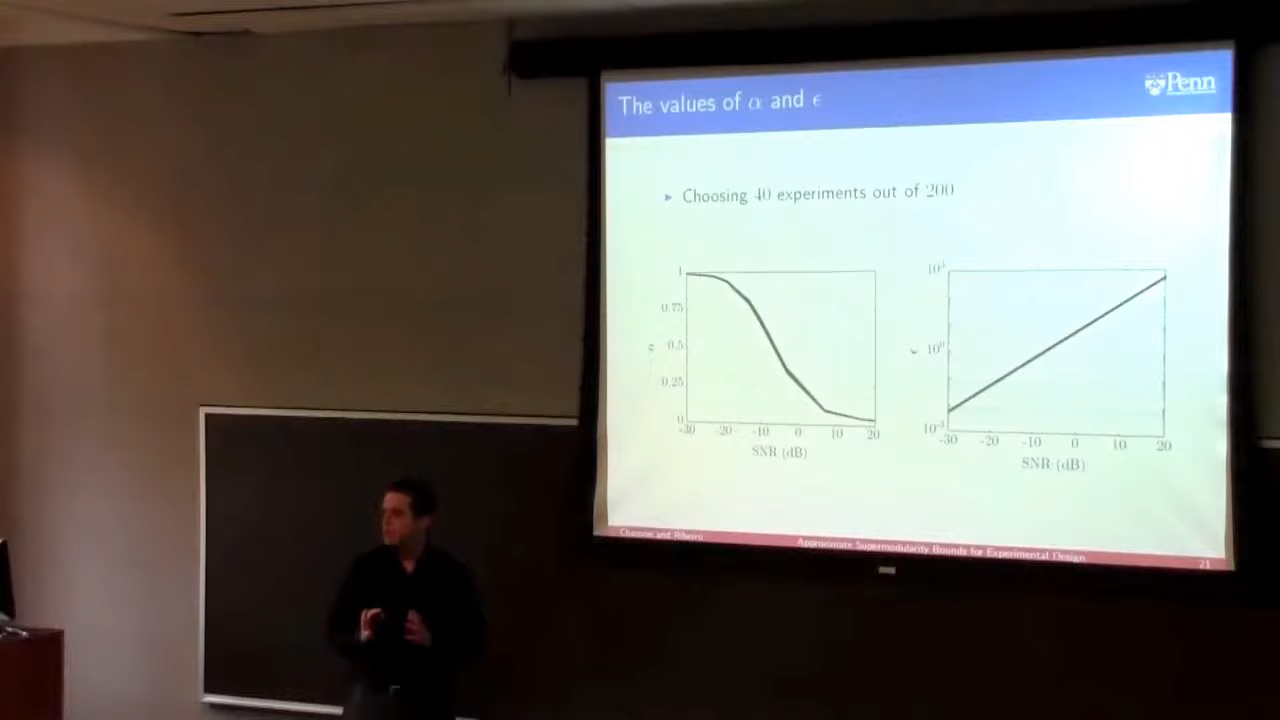 The values of α and ϵ
Penn
▶ Choosing 40 experiments out of 200
1
0.75
0.5
0.25
0
α
-30 -20 -10 0 10 20
SNR (dB)
10⁰
ϵ
-30 -20 -10 0 10 20
SNR (dB)
Chamon and Ribeiro
Approximate Supermodularity Bounds for Experimental Design
21